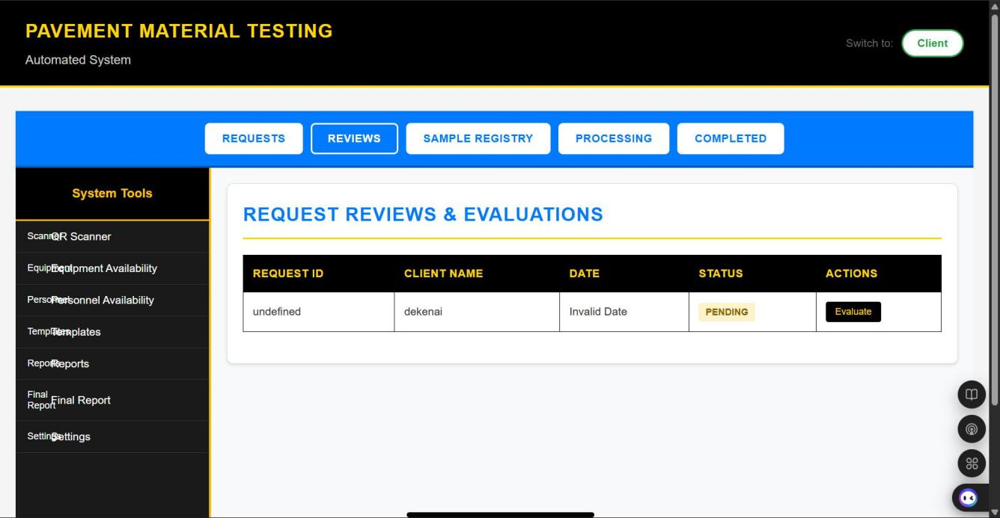 PAVEMENT MATERIAL TESTING
Automated System
Switch to: Client
REQUESTS REVIEWS SAMPLE REGISTRY PROCESSING COMPLETED
System Tools
Scanner QR Scanner
Equipment Equipment Availability
Personnel Personnel Availability
Templates Templates
Reports Reports
Final
Report Final Report
Settings Settings
REQUEST REVIEWS & EVALUATIONS
REQUEST ID CLIENT NAME DATE STATUS ACTIONS
undefined dekenai Invalid Date PENDING Evaluate